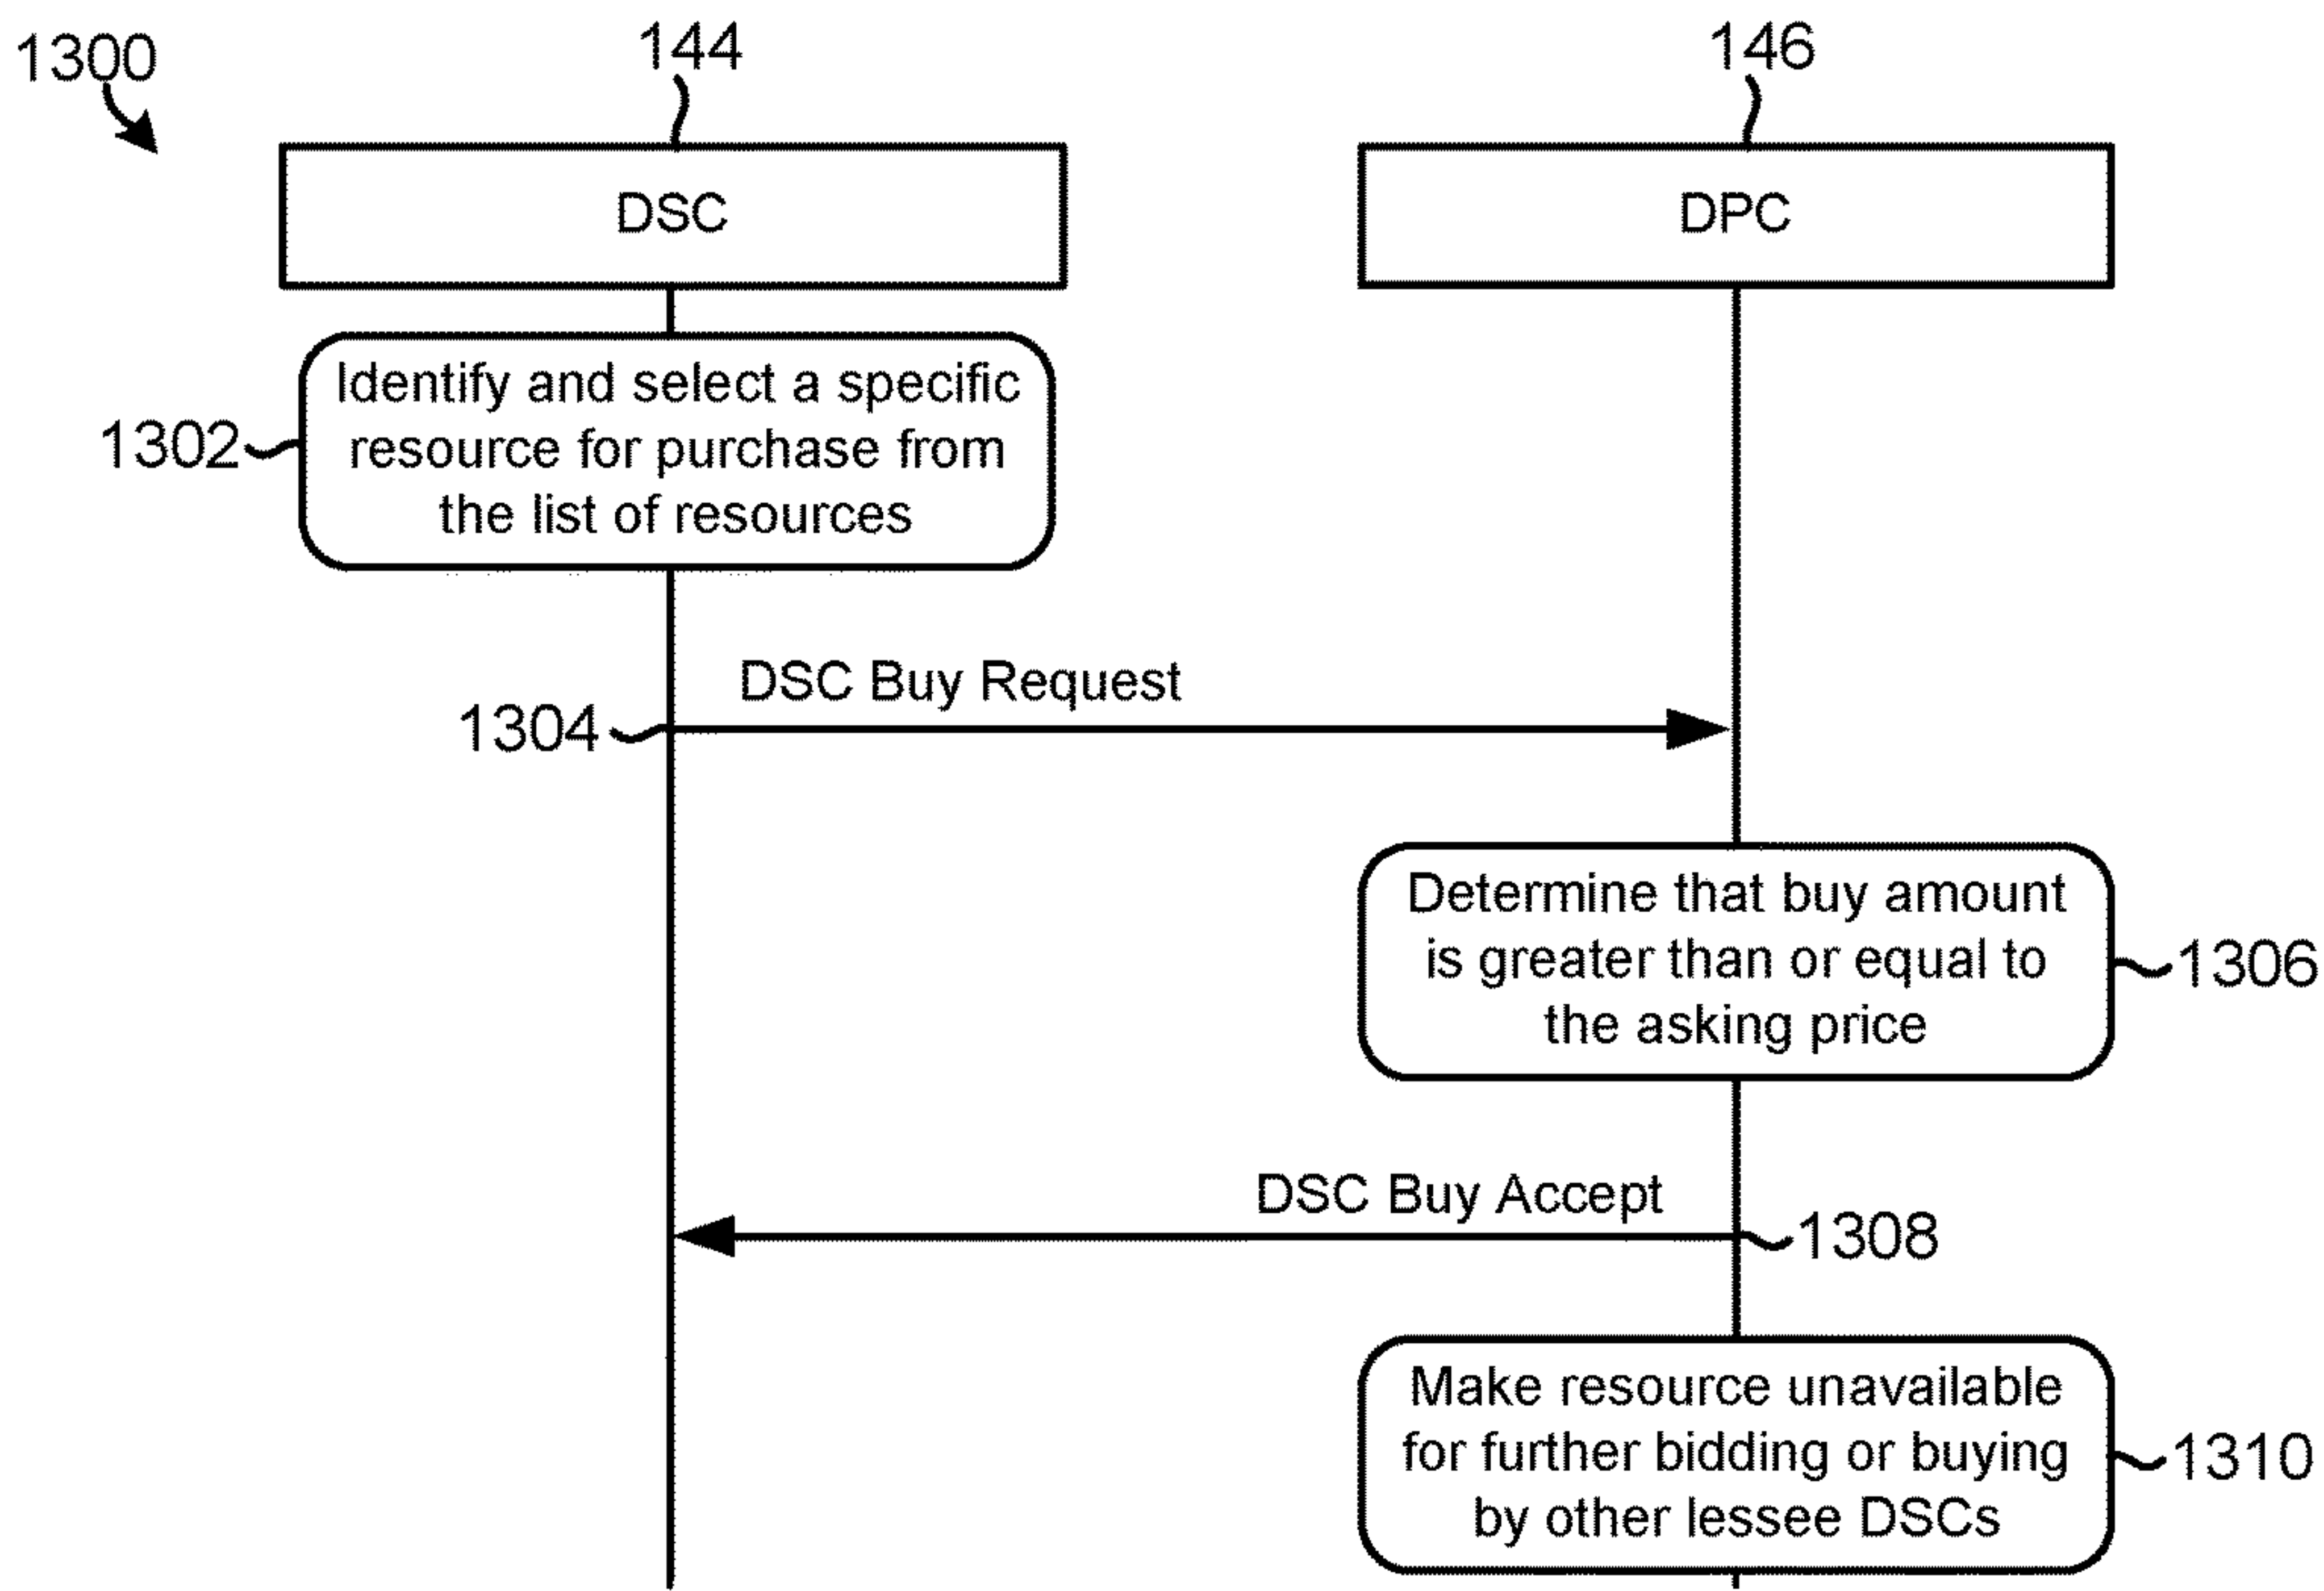 1300
144
146
DSC
DPC
Identify and select a specific
resource for purchase from
the list of resources
1302
DSC Buy Request
1304
Determine that buy amount
is greater than or equal to
the asking price
1306
DSC Buy Accept
1308
Make resource unavailable
for further bidding or buying
by other lessee DSCs
1310